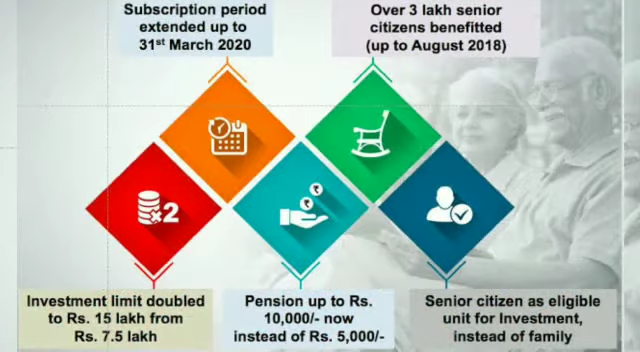 Subscription period
extended up to
31st March 2020
Over 3 lakh senior
citizens benefitted
(up to August 2018)
x2
₹
₹
Investment limit doubled
to Rs. 15 lakh from
Rs. 7.5 lakh
Pension up to Rs.
10,000/- now
instead of Rs. 5,000/-
Senior citizen as eligible
unit for Investment,
instead of family